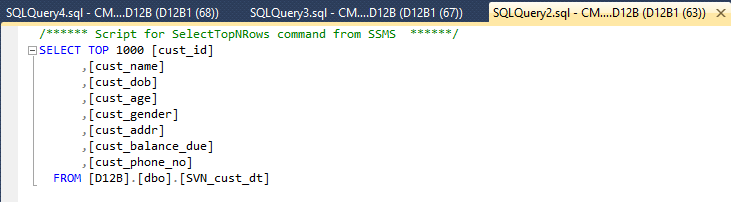 SQLQuery4.sql - CM....D12B (D12B1 (68)) SQLQuery3.sql - CM....D12B (D12B1 (67)) SQLQuery2.sql - CM....D12B (D12B1 (63))
/****** Script for SelectTopNRows command from SSMS  ******/
SELECT TOP 1000 [cust_id]
      ,[cust_name]
      ,[cust_dob]
      ,[cust_age]
      ,[cust_gender]
      ,[cust_addr]
      ,[cust_balance_due]
      ,[cust_phone_no]
  FROM [D12B].[dbo].[SVN_cust_dt]